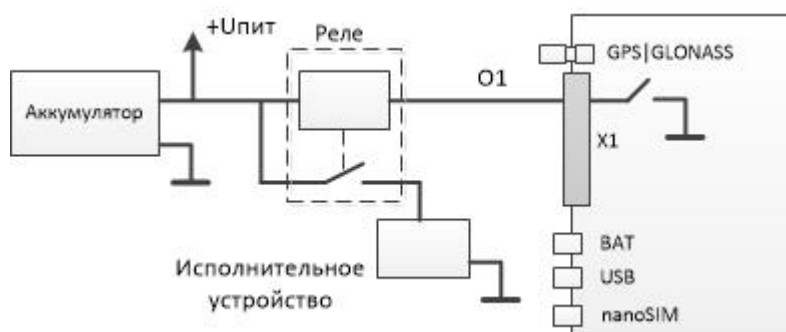 +Uпит
Реле
GPS|GLONASS
Аккумулятор
O1
X1
BAT
Исполнительное
устройство
USB
nanoSIM